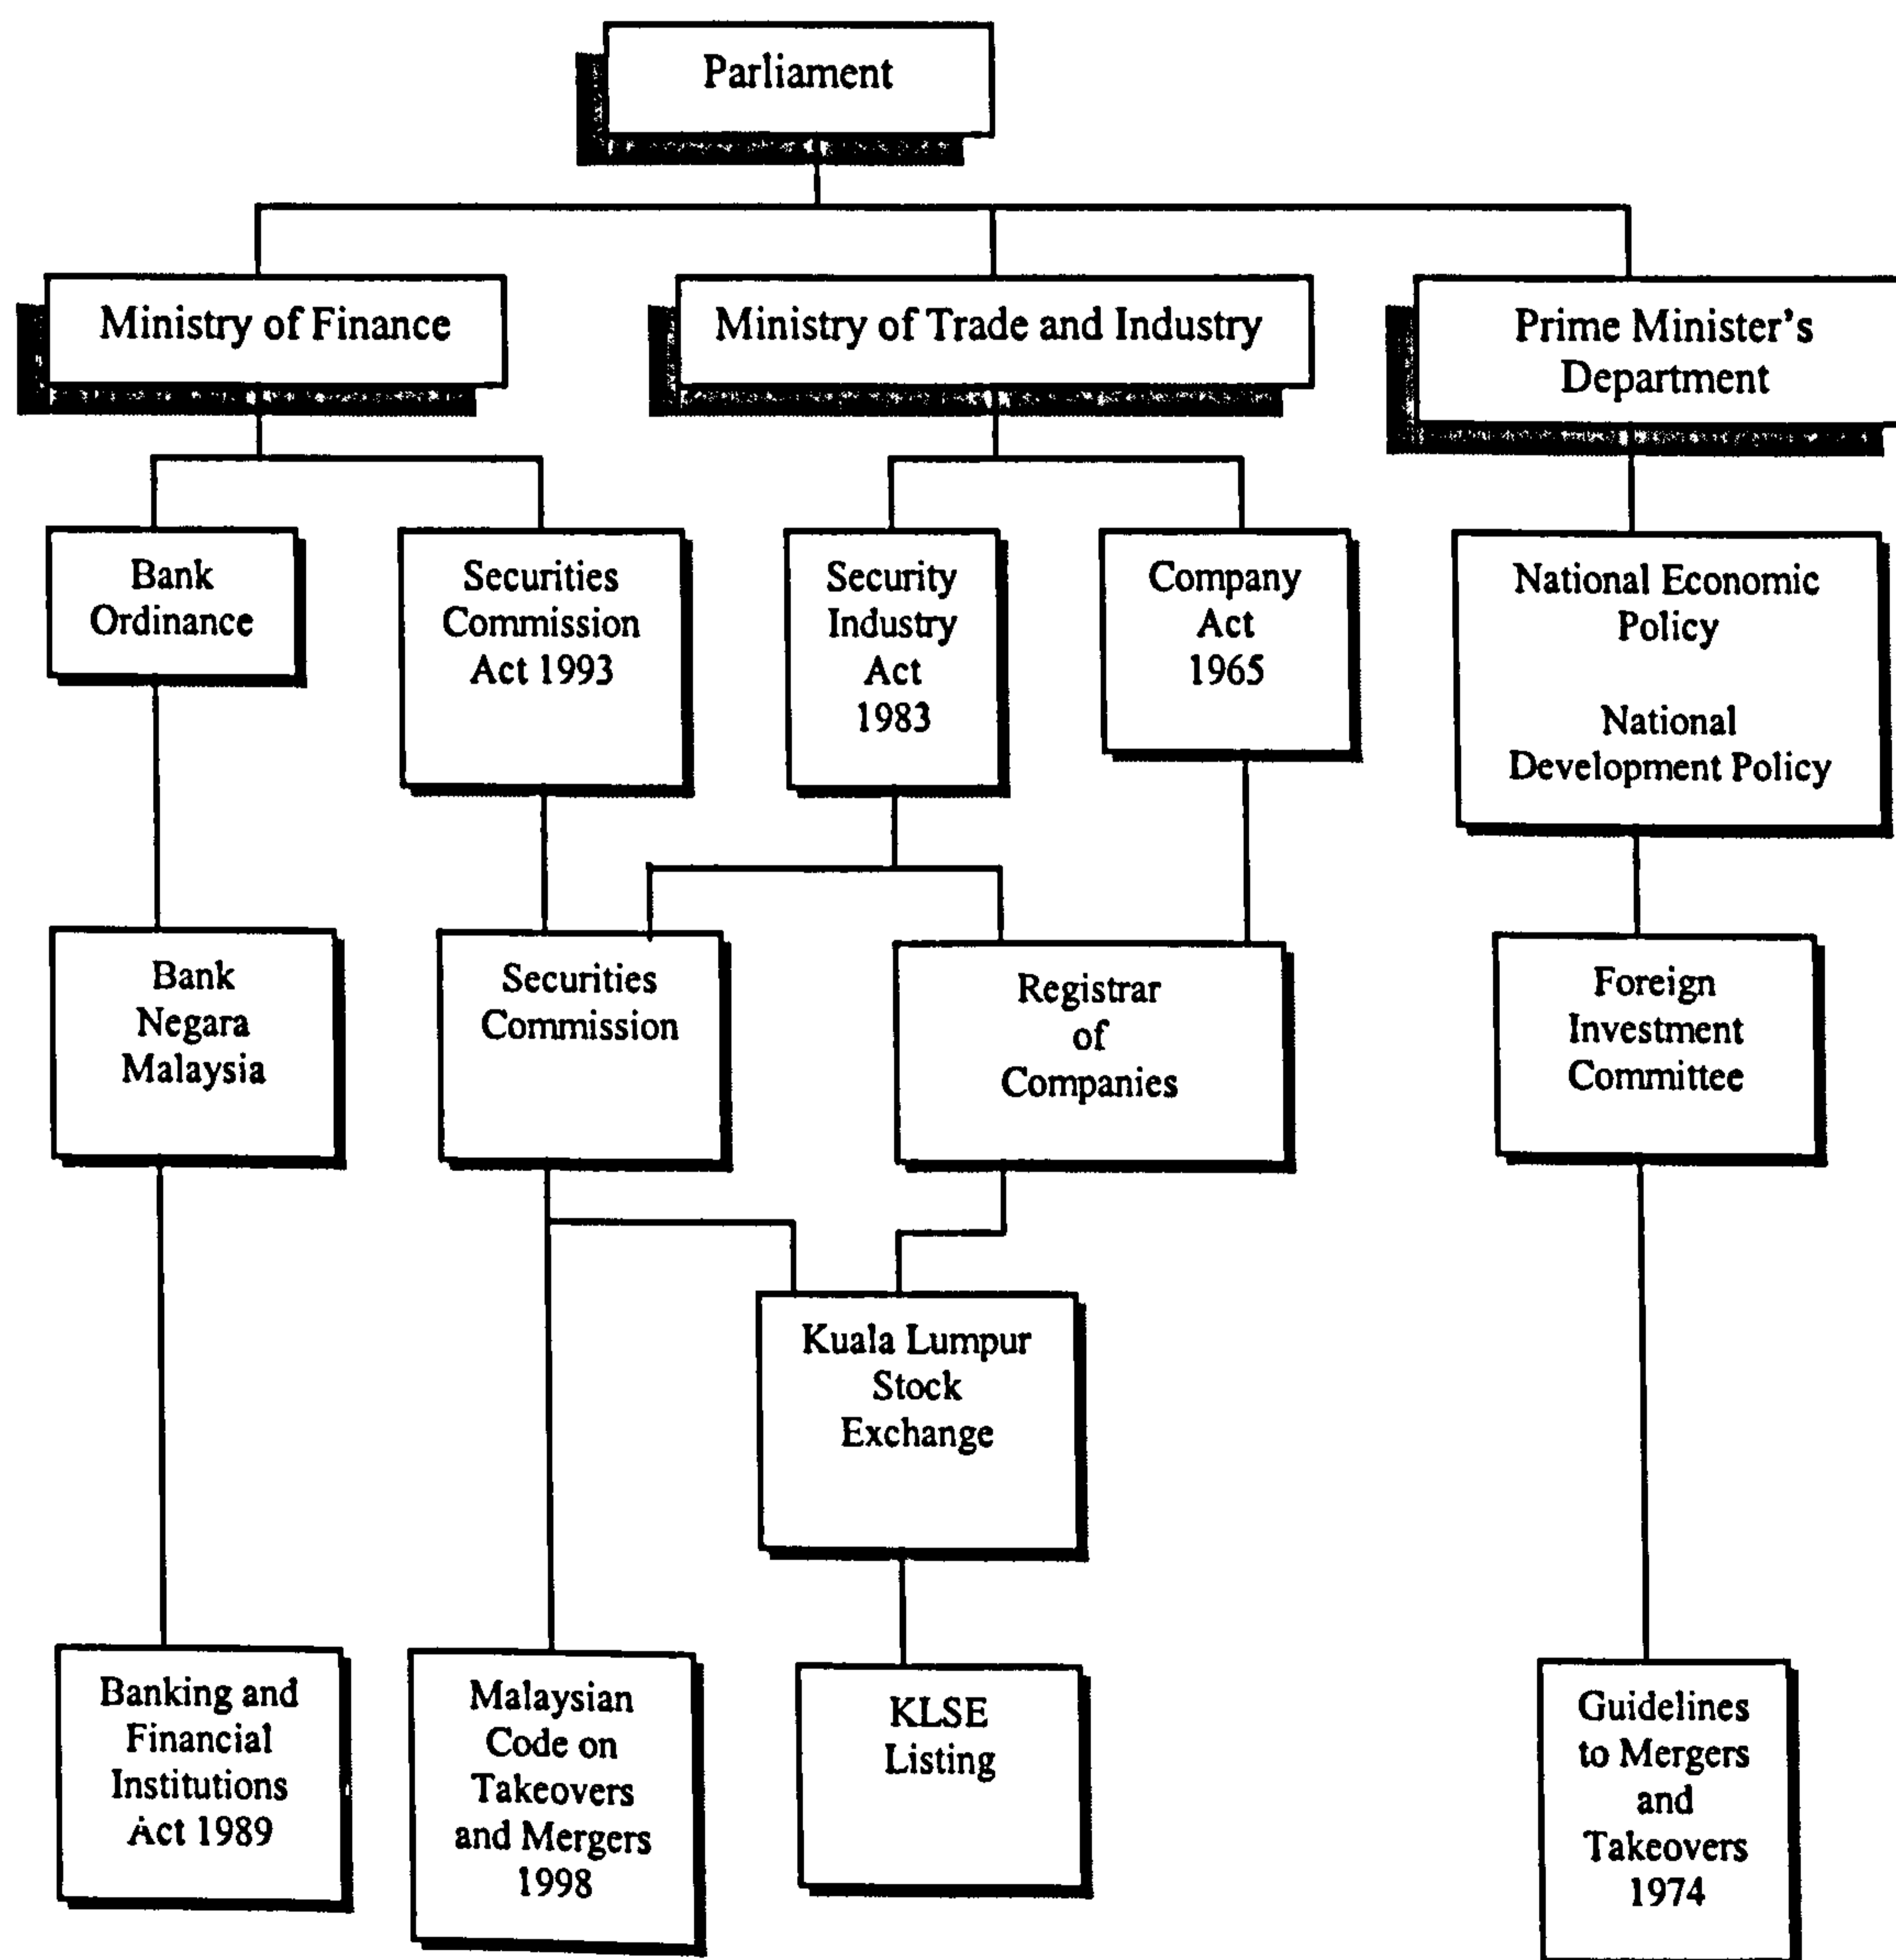 Parliament
Ministry of Finance
Ministry of Trade and Industry
Prime Minister's
Department
Bank
Ordinance
Securities
Commission
Act 1993
Security
Industry
Act
1983
Company
Act
1965
National Economic
Policy
National
Development Policy
Bank
Negara
Malaysia
Securities
Commission
Registrar
of
Companies
Foreign
Investment
Committee
Kuala Lumpur
Stock
Exchange
Banking and
Financial
Institutions
Act 1989
Malaysian
Code on
Takeovers
and Mergers
1998
KLSE
Listing
Guidelines
to Mergers
and
Takeovers
1974